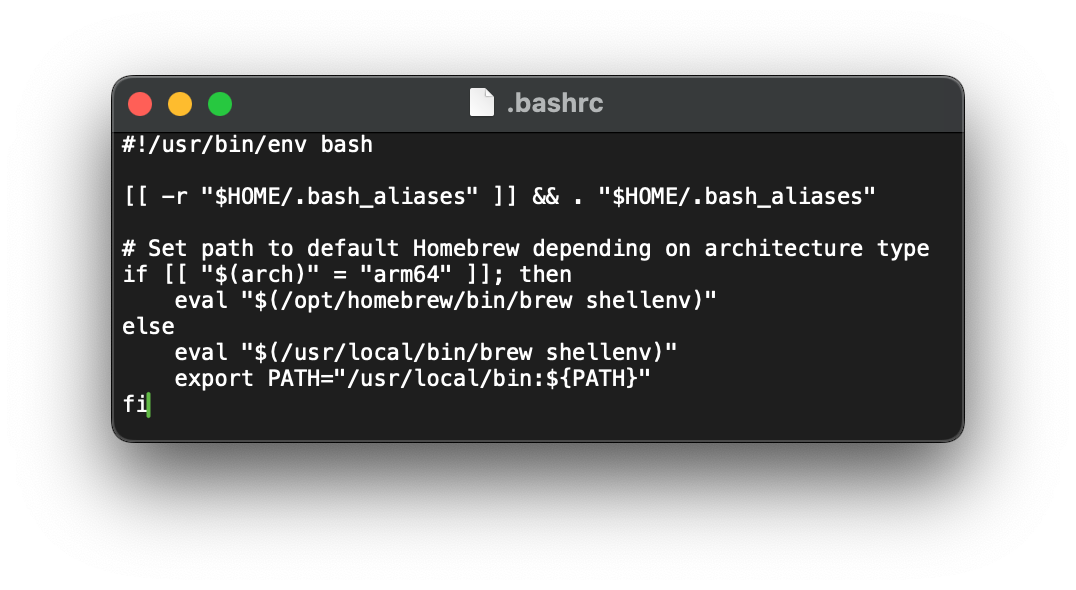 .bashrc
#!/usr/bin/env bash
[[ -r "$HOME/.bash_aliases" ]] && . "$HOME/.bash_aliases"
# Set path to default Homebrew depending on architecture type
if [[ "$(arch)" = "arm64" ]]; then
    eval "$(/opt/homebrew/bin/brew shellenv)"
else
    eval "$(/usr/local/bin/brew shellenv)"
    export PATH="/usr/local/bin:${PATH}"
fi